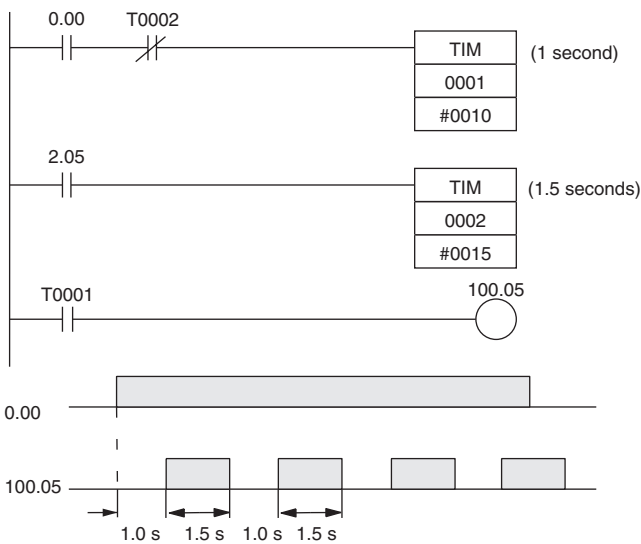 0.00 T0002
TIM (1 second)
0001
#0010
2.05
TIM (1.5 seconds)
0002
#0015
T0001 100.05
0.00
100.05
1.0 s 1.5 s 1.0 s 1.5 s